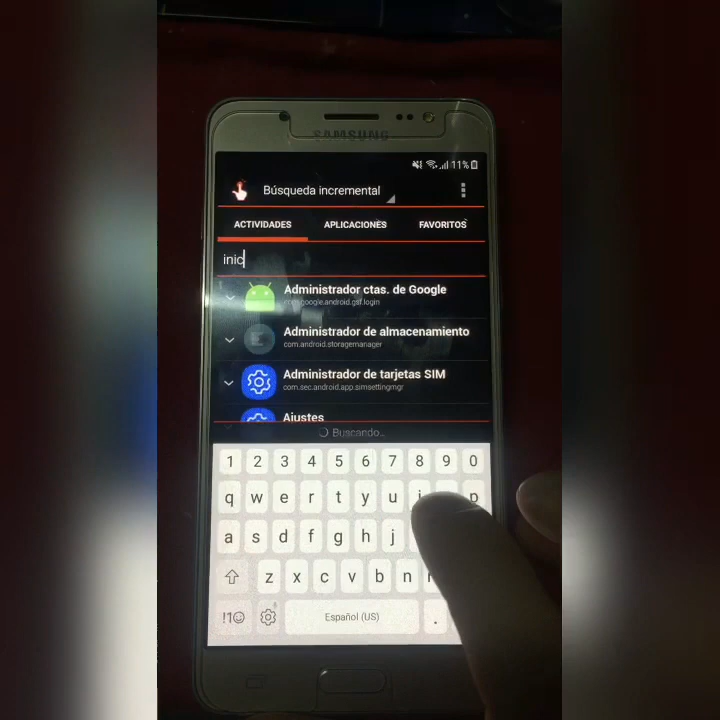 SAMSUNG
11%
Búsqueda incremental
ACTIVIDADES APLICACIONES FAVORITOS
inic
Administrador ctas. de Google
com.google.android.gsf.login
Administrador de almacenamiento
com.android.storagemanager
Administrador de tarjetas SIM
com.sec.android.app.simsettingmgr
Ajustes
Buscando...
1 2 3 4 5 6 7 8 9 0
q w e r t y u i p
a s d f g h j
z x c v b n
!1☺ Español (US) .